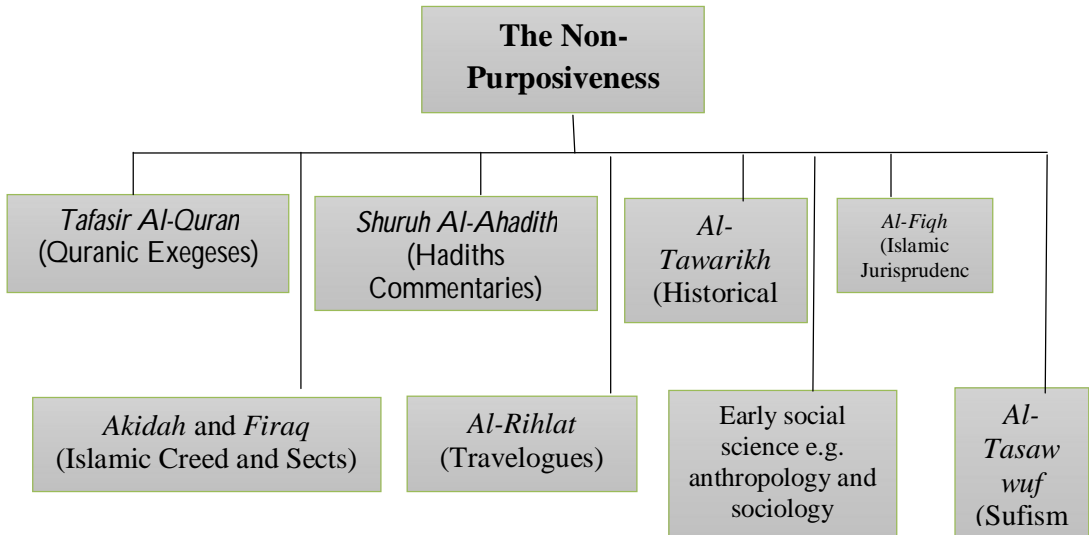 The Non-
Purposiveness
Tafasir Al-Quran
(Quranic Exegeses)
Shuruh Al-Ahadith
(Hadiths
Commentaries)
Al-
Tawarikh
(Historical
Al-Fiqh
(Islamic
Jurisprudenc
Akidah and Firaq
(Islamic Creed and Sects)
Al-Rihlat
(Travelogues)
Early social
science e.g.
anthropology and
sociology
Al-
Tasaw
wuf
(Sufism